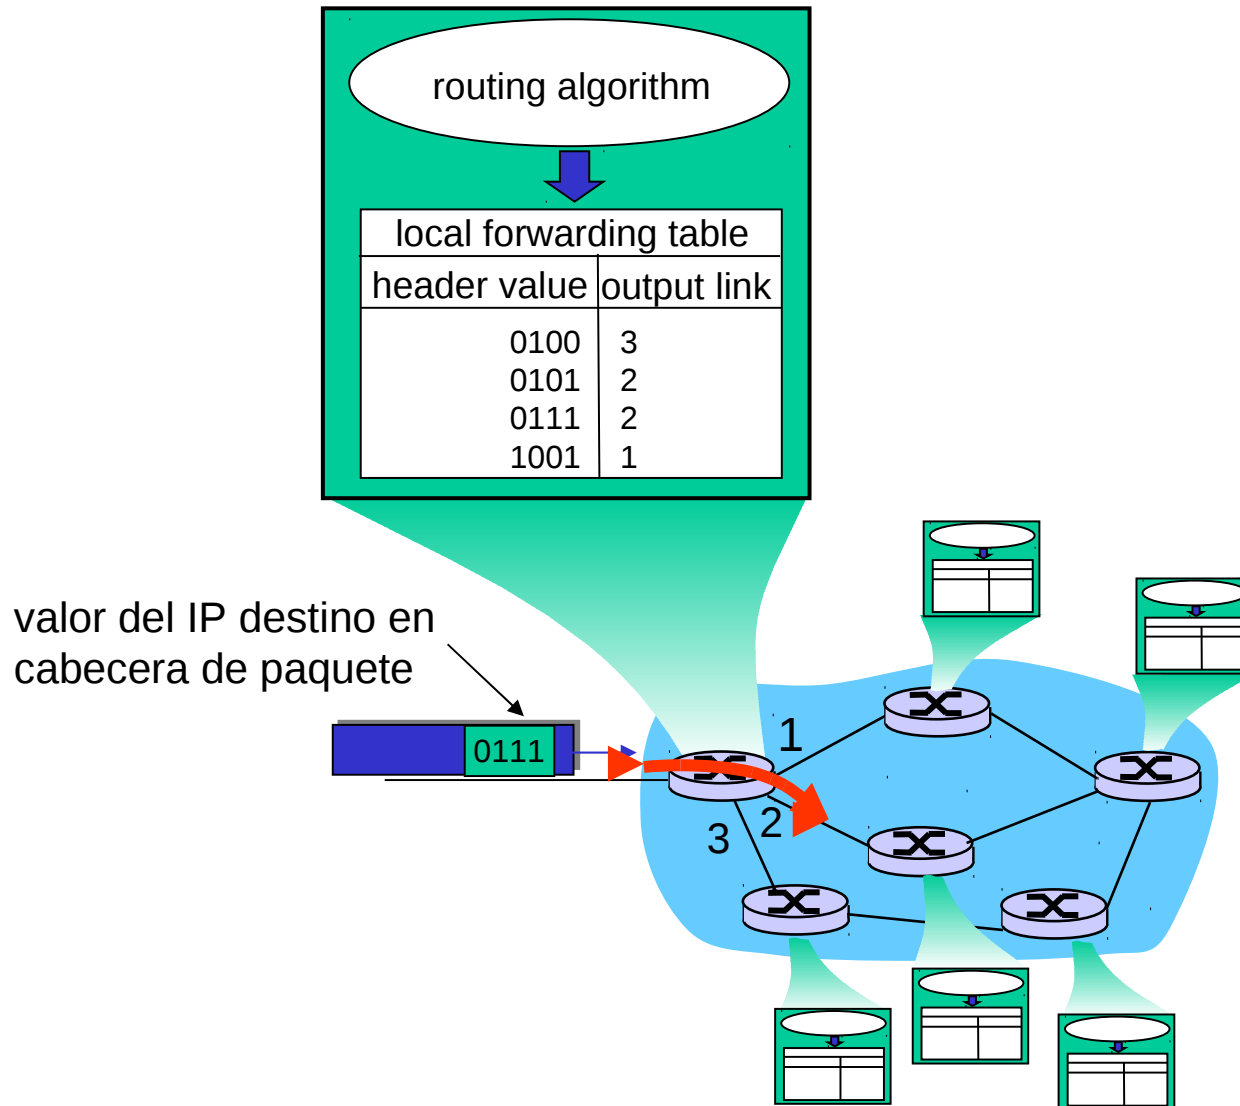 routing algorithm
local forwarding table
header value output link
0100 3
0101 2
0111 2
1001 1
valor del IP destino en
cabecera de paquete
0111
1
2
3